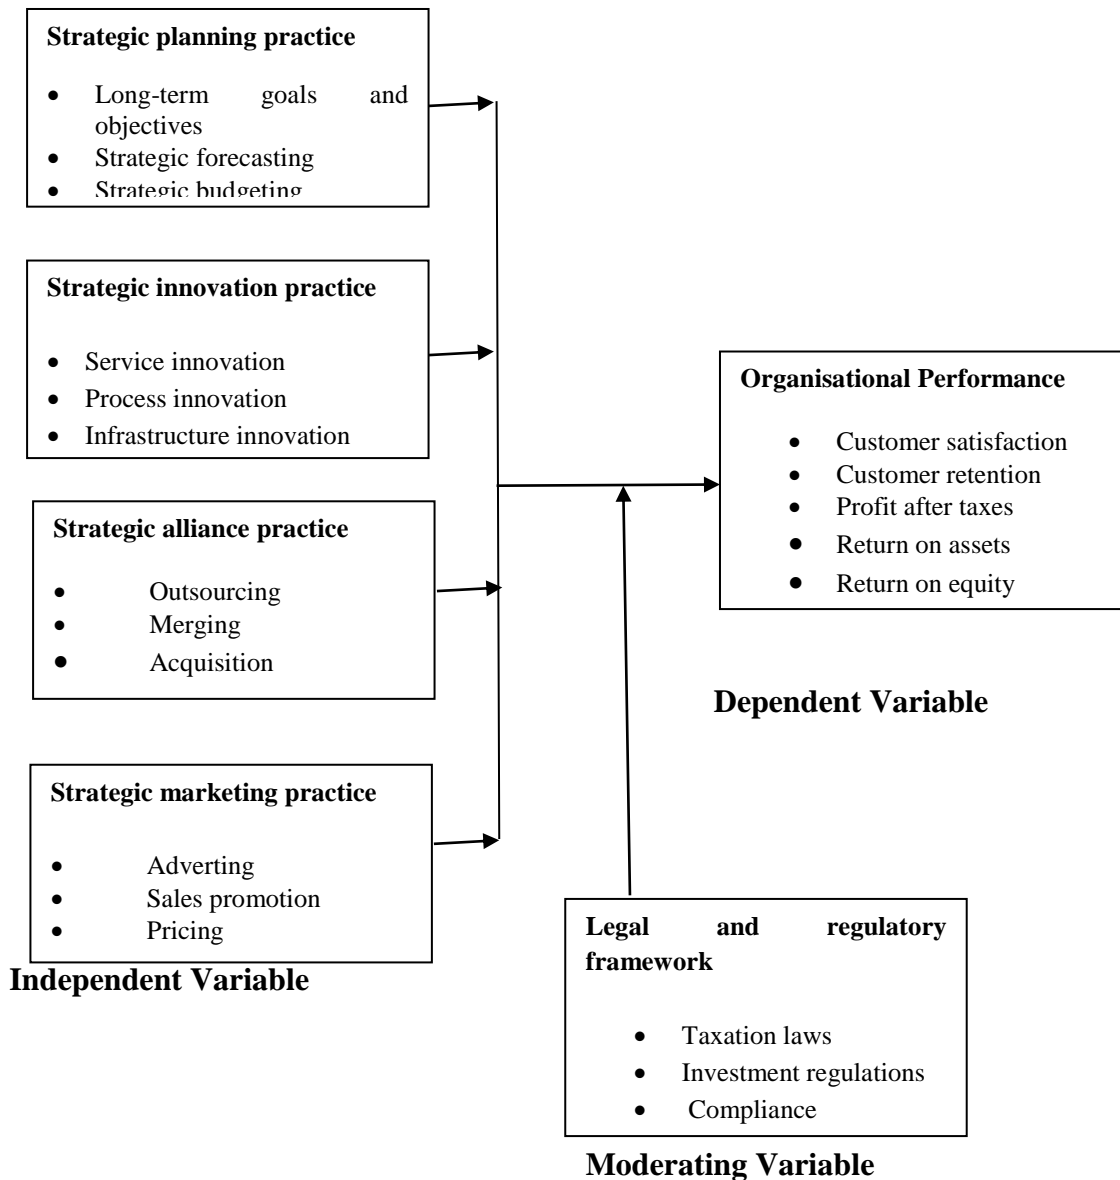 Strategic planning practice
• Long-term goals and
objectives
• Strategic forecasting
• Strategic budgeting
Strategic innovation practice
• Service innovation
• Process innovation
• Infrastructure innovation
Strategic alliance practice
• Outsourcing
• Merging
• Acquisition
Strategic marketing practice
• Adverting
• Sales promotion
• Pricing
Independent Variable
Organisational Performance
• Customer satisfaction
• Customer retention
• Profit after taxes
• Return on assets
• Return on equity
Dependent Variable
Legal and regulatory
framework
• Taxation laws
• Investment regulations
• Compliance
Moderating Variable